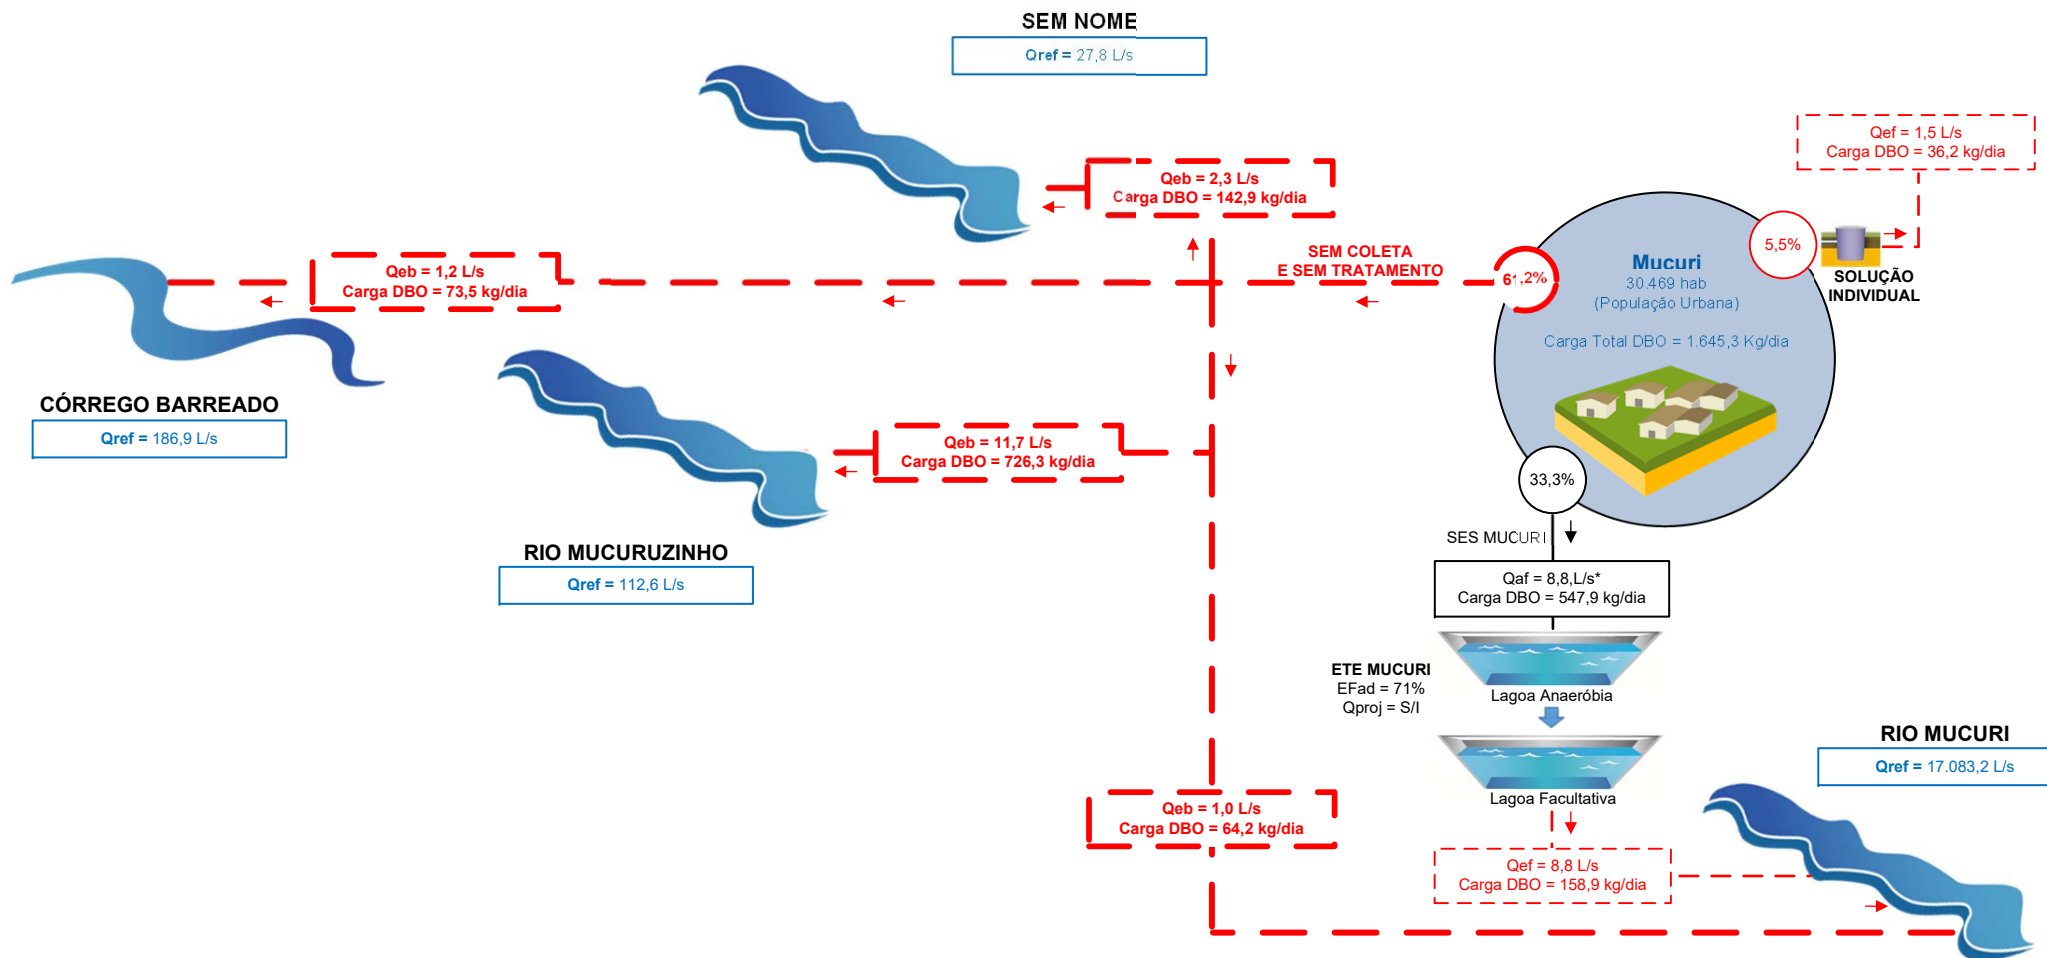 SEM NOME
Qref = 27,8 L/s
Qef = 1,5 L/s
Carga DBO = 36,2 kg/dia
Qeb = 2,3 L/s
Carga DBO = 142,9 kg/dia
5,5%
SOLUÇÃO
INDIVIDUAL
SEM COLETA
E SEM TRATAMENTO
61,2%
Mucuri
30.469 hab
(População Urbana)
Carga Total DBO = 1.645,3 Kg/dia
Qeb = 1,2 L/s
Carga DBO = 73,5 kg/dia
CÓRREGO BARREADO
Qref = 186,9 L/s
Qeb = 11,7 L/s
Carga DBO = 726,3 kg/dia
RIO MUCURUZINHO
Qref = 112,6 L/s
33,3%
SES MUCURI
Qaf = 8,8,L/s*
Carga DBO = 547,9 kg/dia
ETE MUCURI
EFad = 71%
Qproj = S/I
Lagoa Anaeróbia
Lagoa Facultativa
RIO MUCURI
Qref = 17.083,2 L/s
Qeb = 1,0 L/s
Carga DBO = 64,2 kg/dia
Qef = 8,8 L/s
Carga DBO = 158,9 kg/dia